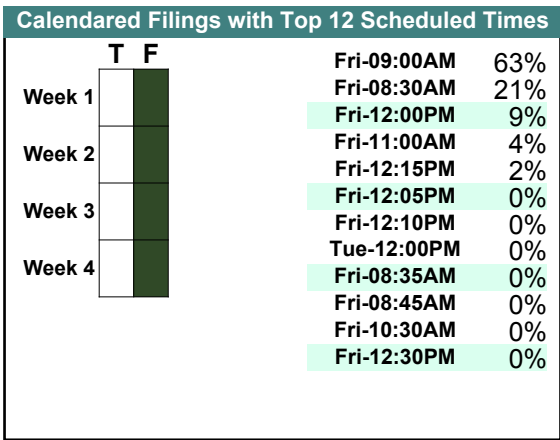 Calendared Filings with Top 12 Scheduled Times
T F
Week 1
Week 2
Week 3
Week 4
Fri-09:00AM 63%
Fri-08:30AM 21%
Fri-12:00PM 9%
Fri-11:00AM 4%
Fri-12:15PM 2%
Fri-12:05PM 0%
Fri-12:10PM 0%
Tue-12:00PM 0%
Fri-08:35AM 0%
Fri-08:45AM 0%
Fri-10:30AM 0%
Fri-12:30PM 0%